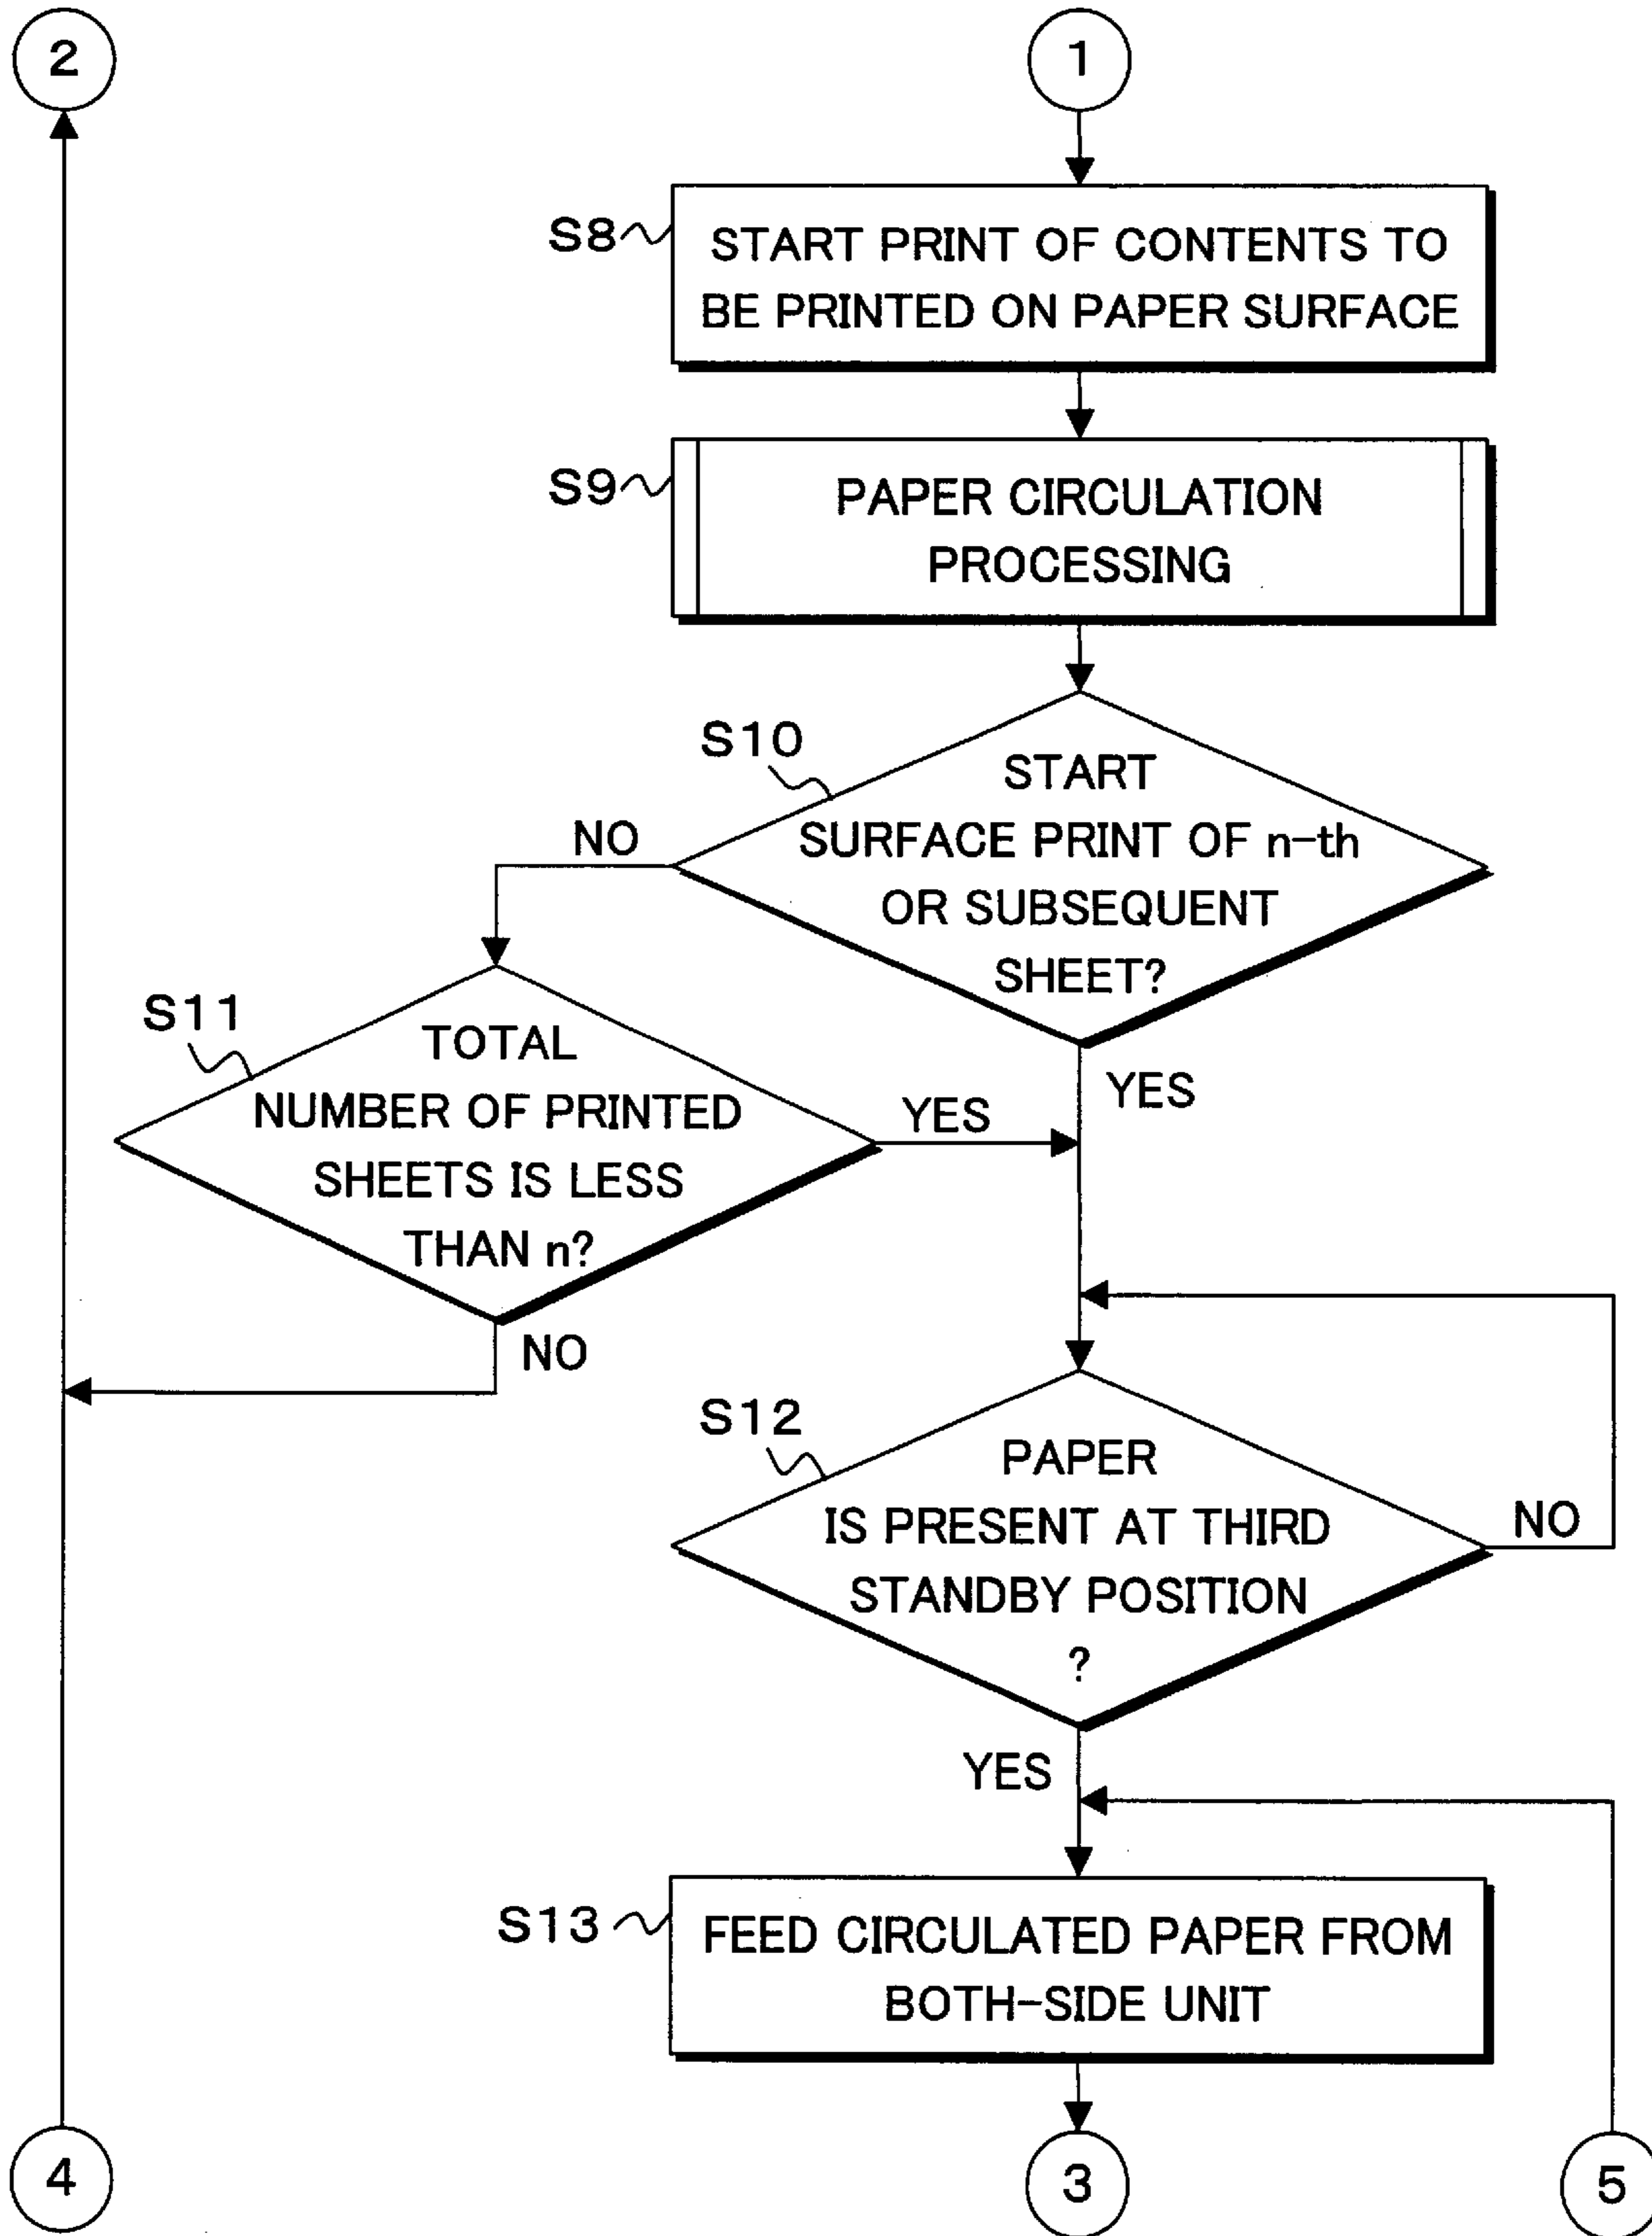 2
1
S8
START PRINT OF CONTENTS TO
BE PRINTED ON PAPER SURFACE
S9
PAPER CIRCULATION
PROCESSING
S10
START
SURFACE PRINT OF n-th
OR SUBSEQUENT
SHEET?
NO
YES
S11
TOTAL
NUMBER OF PRINTED
SHEETS IS LESS
THAN n?
YES
NO
S12
PAPER
IS PRESENT AT THIRD
STANDBY POSITION
?
NO
YES
S13
FEED CIRCULATED PAPER FROM
BOTH-SIDE UNIT
4
3
5